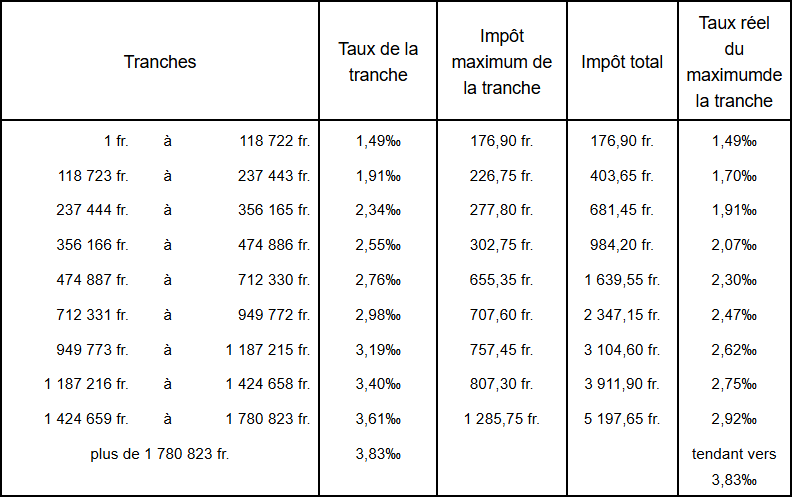 Tranches Taux de la tranche Impôt maximum de la tranche Impôt total Taux réel du maximumde la tranche
1 fr. à 118 722 fr. 1,49‰ 176,90 fr. 176,90 fr. 1,49‰
118 723 fr. à 237 443 fr. 1,91‰ 226,75 fr. 403,65 fr. 1,70‰
237 444 fr. à 356 165 fr. 2,34‰ 277,80 fr. 681,45 fr. 1,91‰
356 166 fr. à 474 886 fr. 2,55‰ 302,75 fr. 984,20 fr. 2,07‰
474 887 fr. à 712 330 fr. 2,76‰ 655,35 fr. 1 639,55 fr. 2,30‰
712 331 fr. à 949 772 fr. 2,98‰ 707,60 fr. 2 347,15 fr. 2,47‰
949 773 fr. à 1 187 215 fr. 3,19‰ 757,45 fr. 3 104,60 fr. 2,62‰
1 187 216 fr. à 1 424 658 fr. 3,40‰ 807,30 fr. 3 911,90 fr. 2,75‰
1 424 659 fr. à 1 780 823 fr. 3,61‰ 1 285,75 fr. 5 197,65 fr. 2,92‰
plus de 1 780 823 fr. 3,83‰ tendant vers
3,83‰